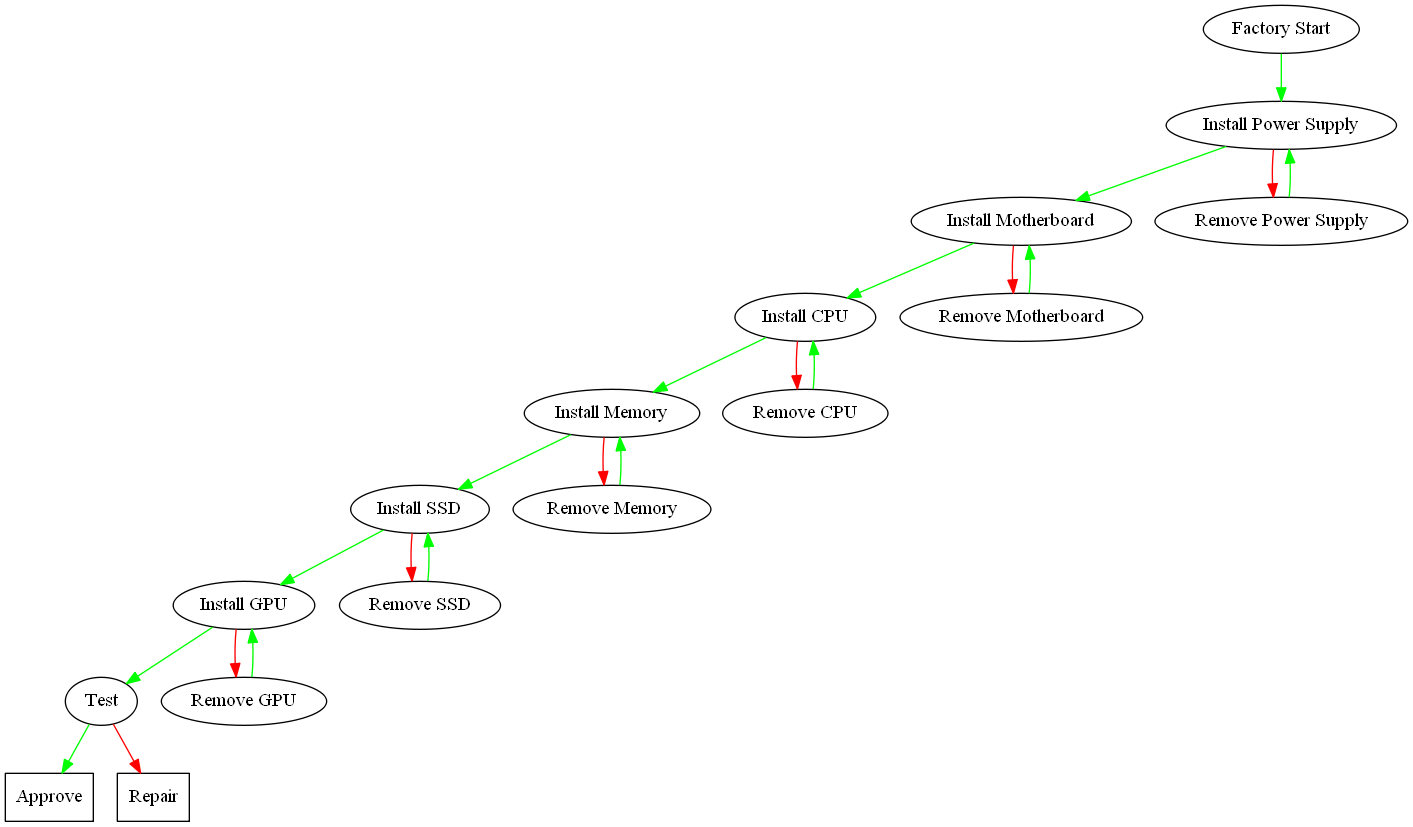 Factory Start
Install Power Supply
Install Motherboard
Remove Power Supply
Install CPU
Remove Motherboard
Install Memory
Remove CPU
Install SSD
Remove Memory
Install GPU
Remove SSD
Test
Remove GPU
Approve
Repair